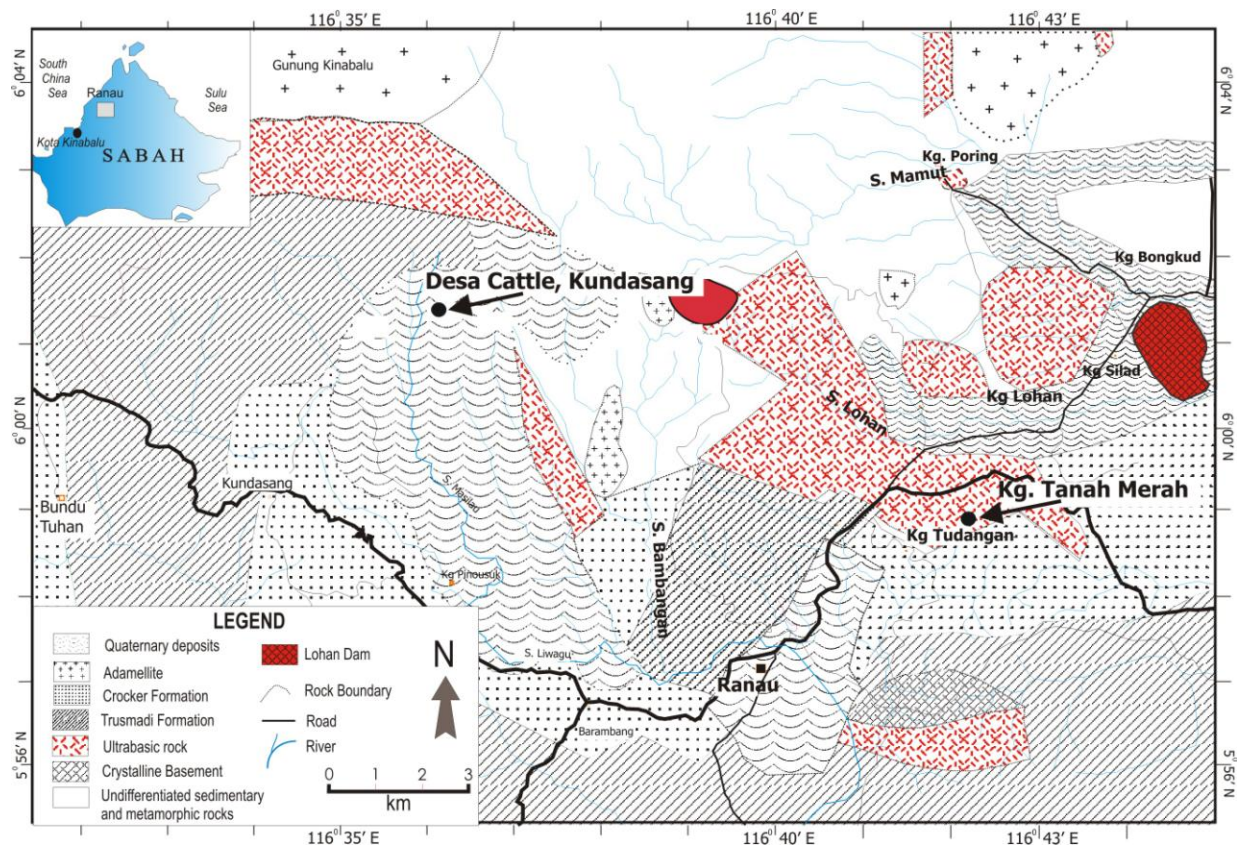 116° 35′ E
116° 40′ E
116° 43′ E
6° 04′ N
6° 04′ N
South
China
Sea
Ranau
Sulu
Sea
Kota Kinabalu
SABAH
Gunung Kinabalu
Kg. Poring
S. Mamut
Kg Bongkud
Desa Cattle, Kundasang
Kg Silad
Kg Lohan
S. Lohan
6° 00′ N
6° 00′ N
Kundasang
S. Mesilau
Kg. Tanah Merah
Bundu
Tuhan
Kg Tudangan
S. Bambangan
Kg Pinousuk
S. Liwagu
Ranau
Barambang
5° 56′ N
5° 56′ N
LEGEND
Quaternary deposits
Adamellite
Crocker Formation
Trusmadi Formation
Ultrabasic rock
Crystalline Basement
Undifferentiated sedimentary
and metamorphic rocks
Lohan Dam
Rock Boundary
Road
River
N
0 1 2 3
km
116° 35′ E
116° 40′ E
116° 43′ E